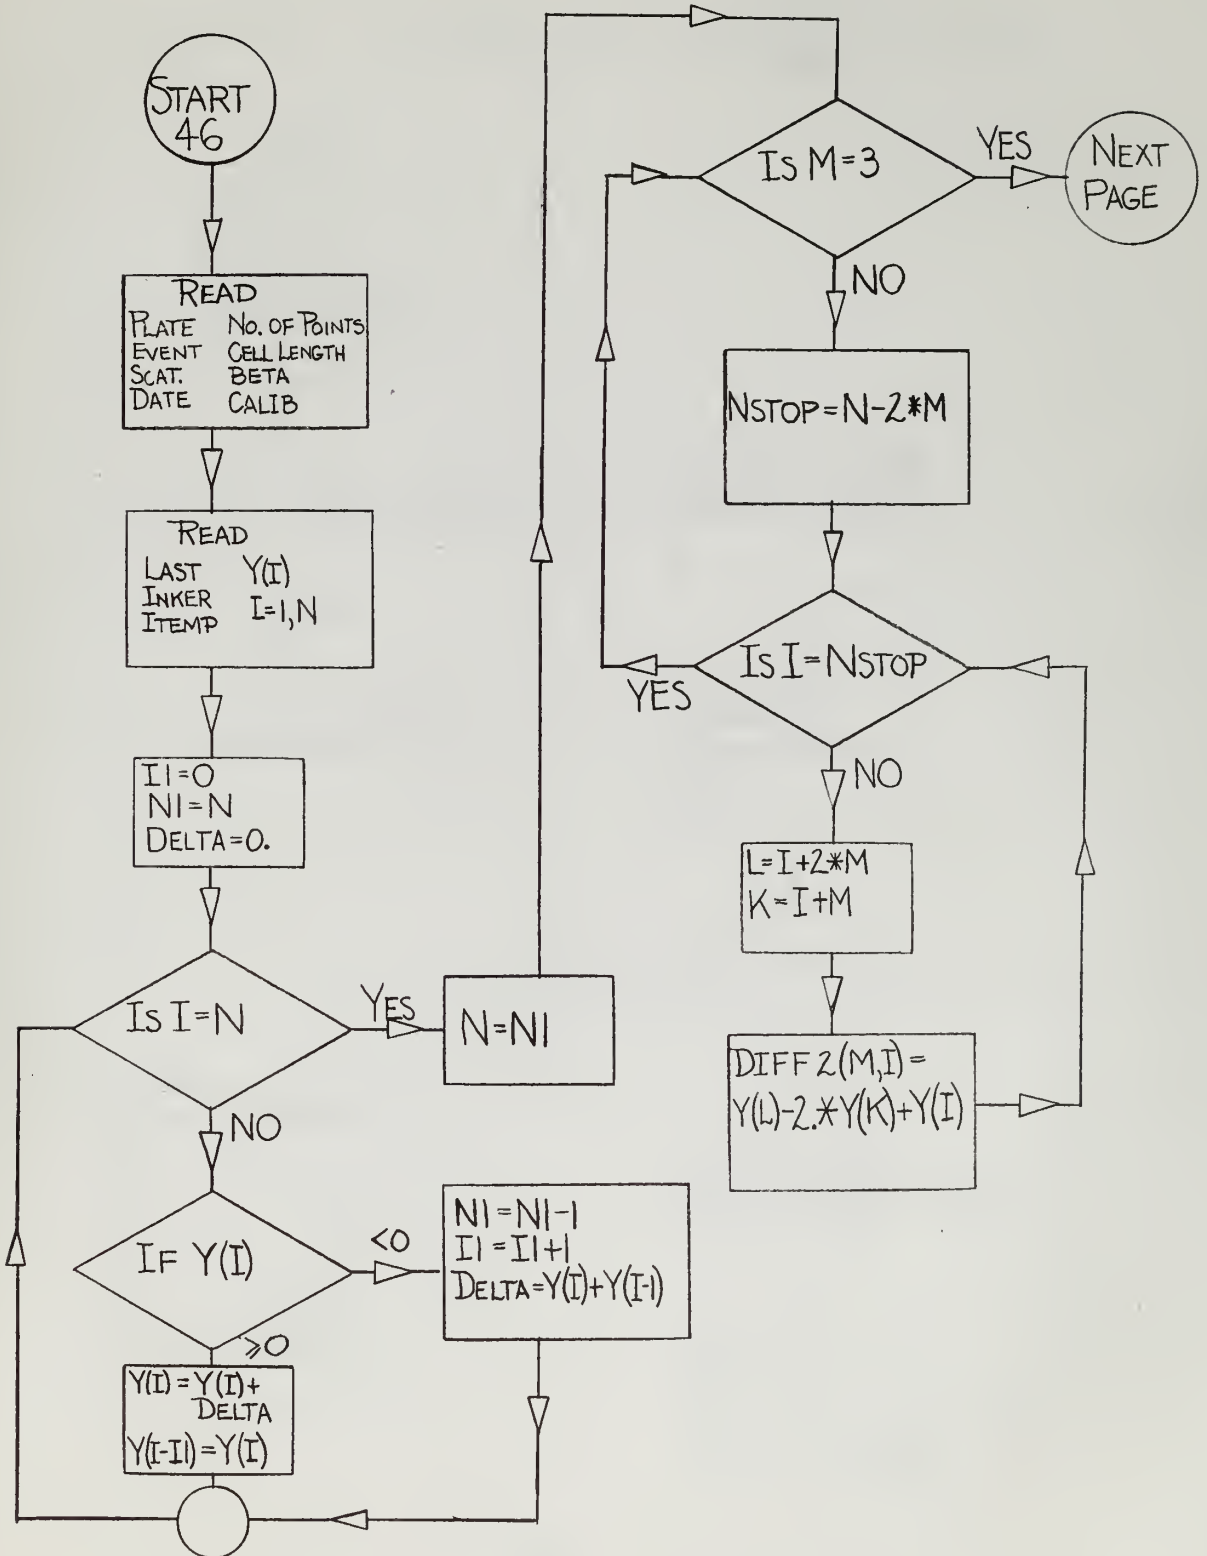 START
46
READ
PLATE NO. OF POINTS
EVENT CELL LENGTH
SCAT. BETA
DATE CALIB
READ
LAST Y(I)
INKER I=1,N
ITEMP
I1=0
N1=N
DELTA=0.
IS I=N
YES
N=N1
NO
IF Y(I)
<0
N1=N1-1
I1=I1+1
DELTA=Y(I)+Y(I-1)
≥0
Y(I)=Y(I)+
DELTA
Y(I-I1)=Y(I)
IS M=3
YES
NEXT
PAGE
NO
NSTOP=N-2*M
IS I=NSTOP
YES
NO
L=I+2*M
K=I+M
DIFF2(M,I)=
Y(L)-2.*Y(K)+Y(I)